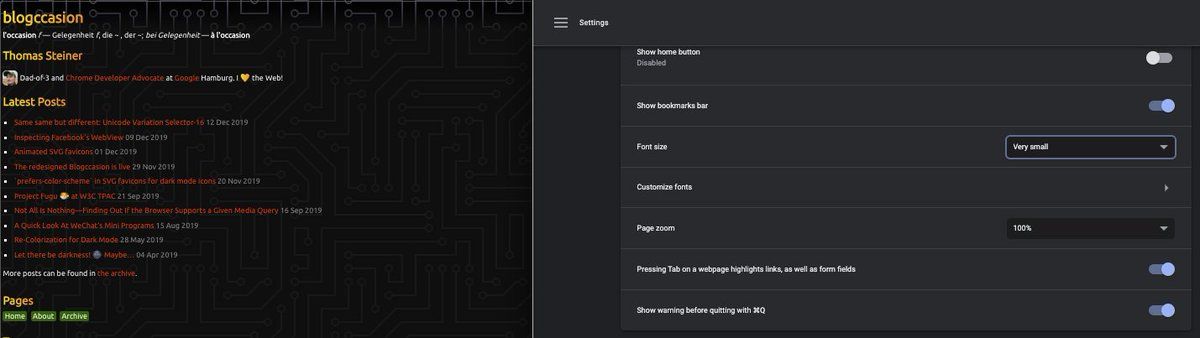 blogccasion
l'occasion f — Gelegenheit f, die ~ , der ~; bei Gelegenheit — à l'occasion
Thomas Steiner
Dad-of-3 and Chrome Developer Advocate at Google Hamburg. I 🧡 the Web!
Latest Posts
Same same but different: Unicode Variation Selector-16 12 Dec 2019
Inspecting Facebook's WebView 09 Dec 2019
Animated SVG favicons 01 Dec 2019
The redesigned Blogccasion is live 29 Nov 2019
`prefers-color-scheme` in SVG favicons for dark mode icons 20 Nov 2019
Project Fugu 🐡 at W3C TPAC 21 Sep 2019
Not All Is Nothing—Finding Out If the Browser Supports a Given Media Query 16 Sep 2019
A Quick Look At WeChat's Mini Programs 15 Aug 2019
Re-Colorization for Dark Mode 28 May 2019
Let there be darkness! 🌚 Maybe… 04 Apr 2019
More posts can be found in the archive.
Pages
Home About Archive
Settings
Show home button
Disabled
Show bookmarks bar
Font size Very small
Customize fonts
Page zoom 100%
Pressing Tab on a webpage highlights links, as well as form fields
Show warning before quitting with ⌘Q